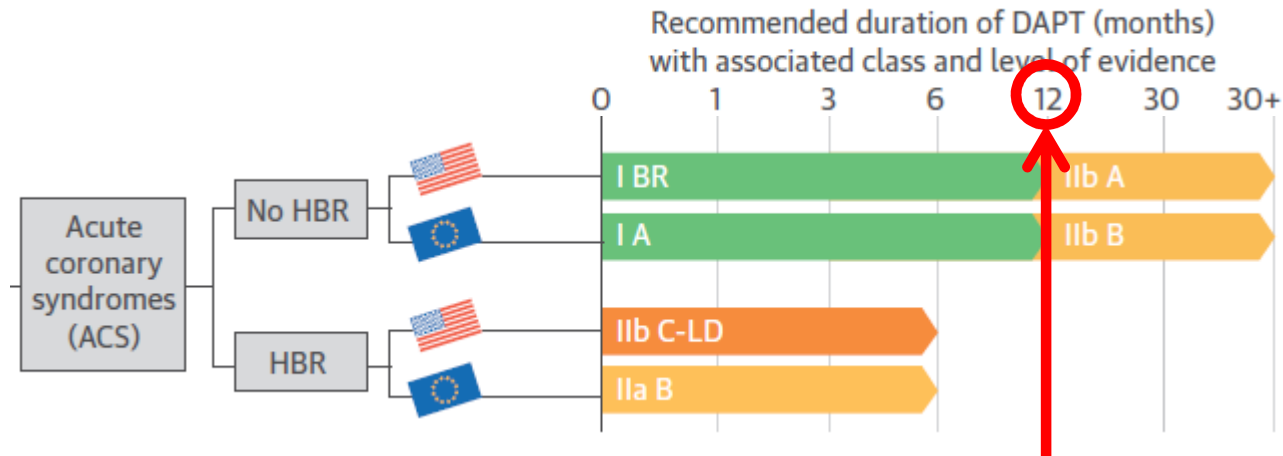 Recommended duration of DAPT (months)
with associated class and level of evidence
0 1 3 6 12 30 30+
Acute
coronary
syndromes
(ACS)
No HBR
I BR IIb A
I A IIb B
HBR
IIb C-LD
IIa B